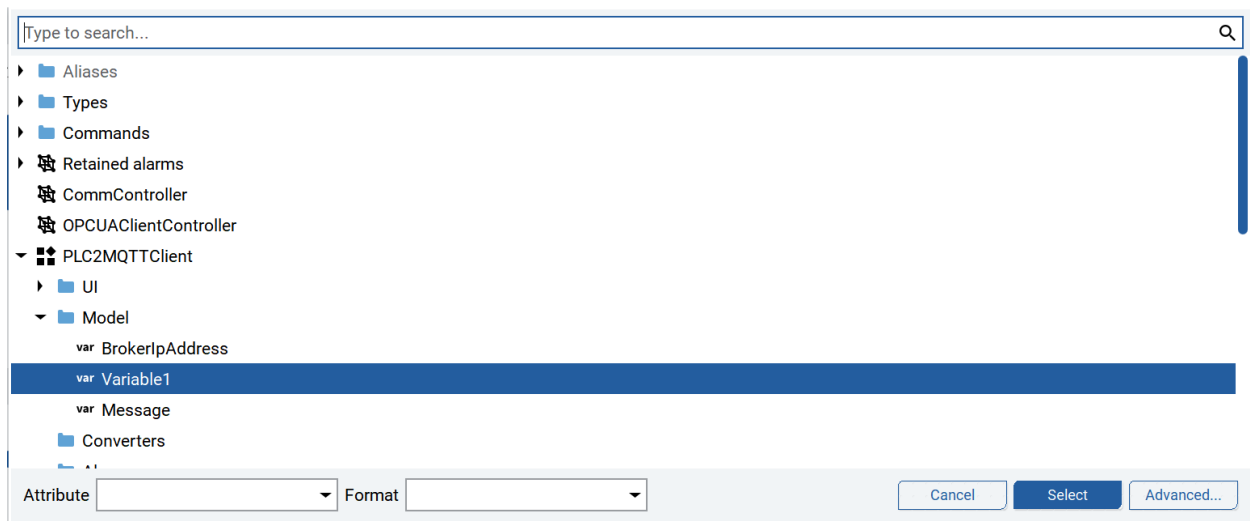 Type to search...
Aliases
Types
Commands
Retained alarms
CommController
OPCUAClientController
PLC2MQTTClient
UI
Model
var BrokerIpAddress
var Variable1
var Message
Converters
Attribute Format Cancel Select Advanced...